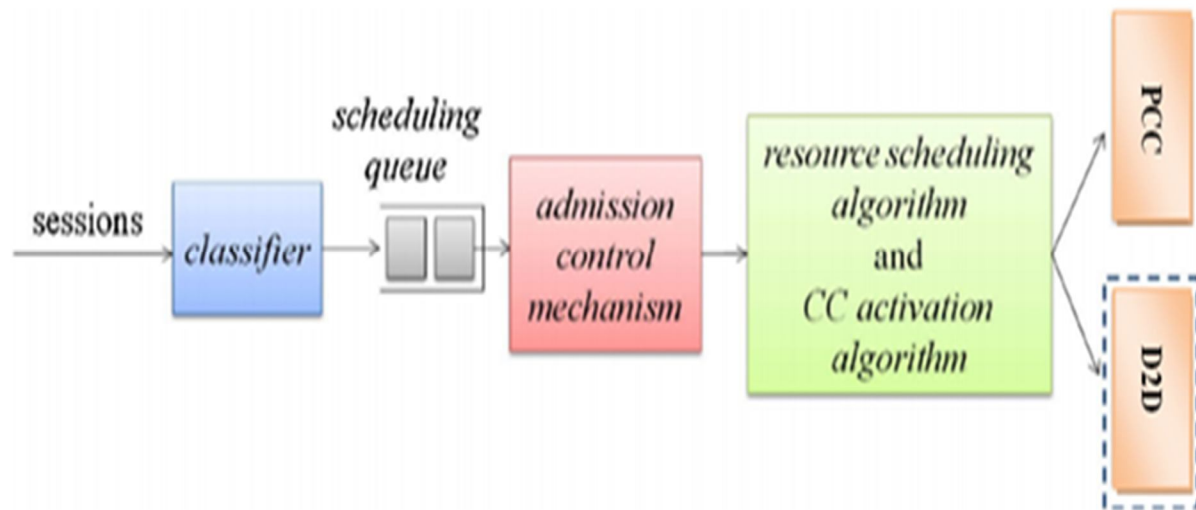 sessions
classifier
scheduling
queue
admission
control
mechanism
resource scheduling
algorithm
and
CC activation
algorithm
PCC
D2D